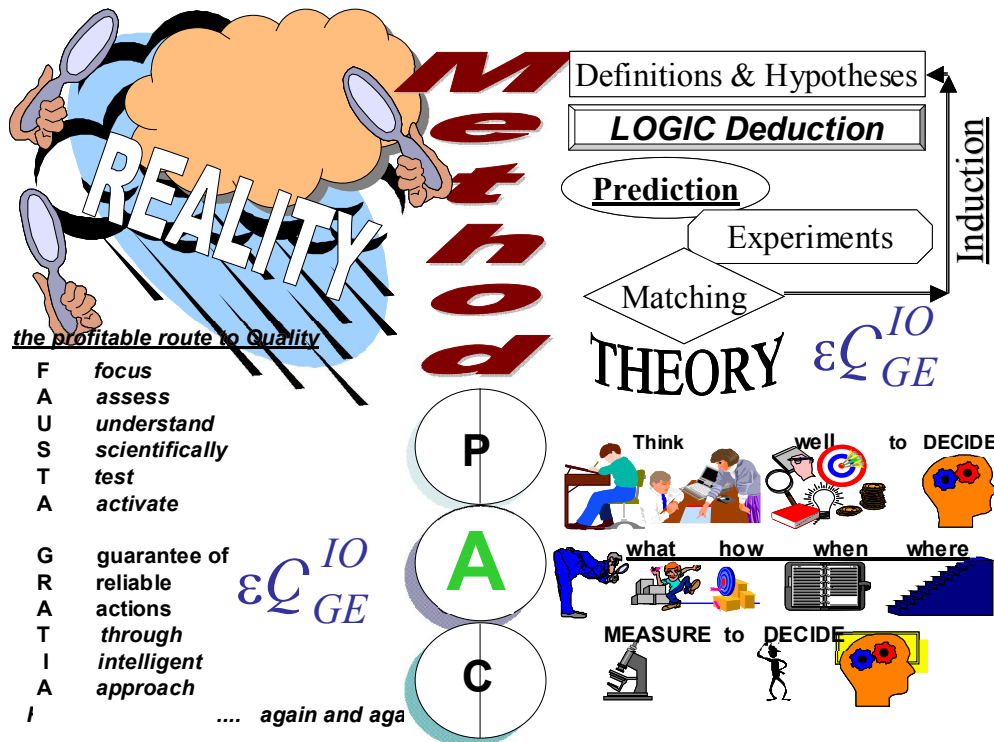 REALITY
Method
Definitions & Hypotheses
LOGIC Deduction
Prediction
Experiments
Matching
Induction
THEORY
εQ IO GE
the profitable route to Quality
F focus
A assess
U understand
S scientifically
T test
A activate
G guarantee of
R reliable
A actions
T through
I intelligent
A approach
.... again and aga
εQ IO GE
P
A
C
Think well to DECIDE
what how when where
MEASURE to DECIDE